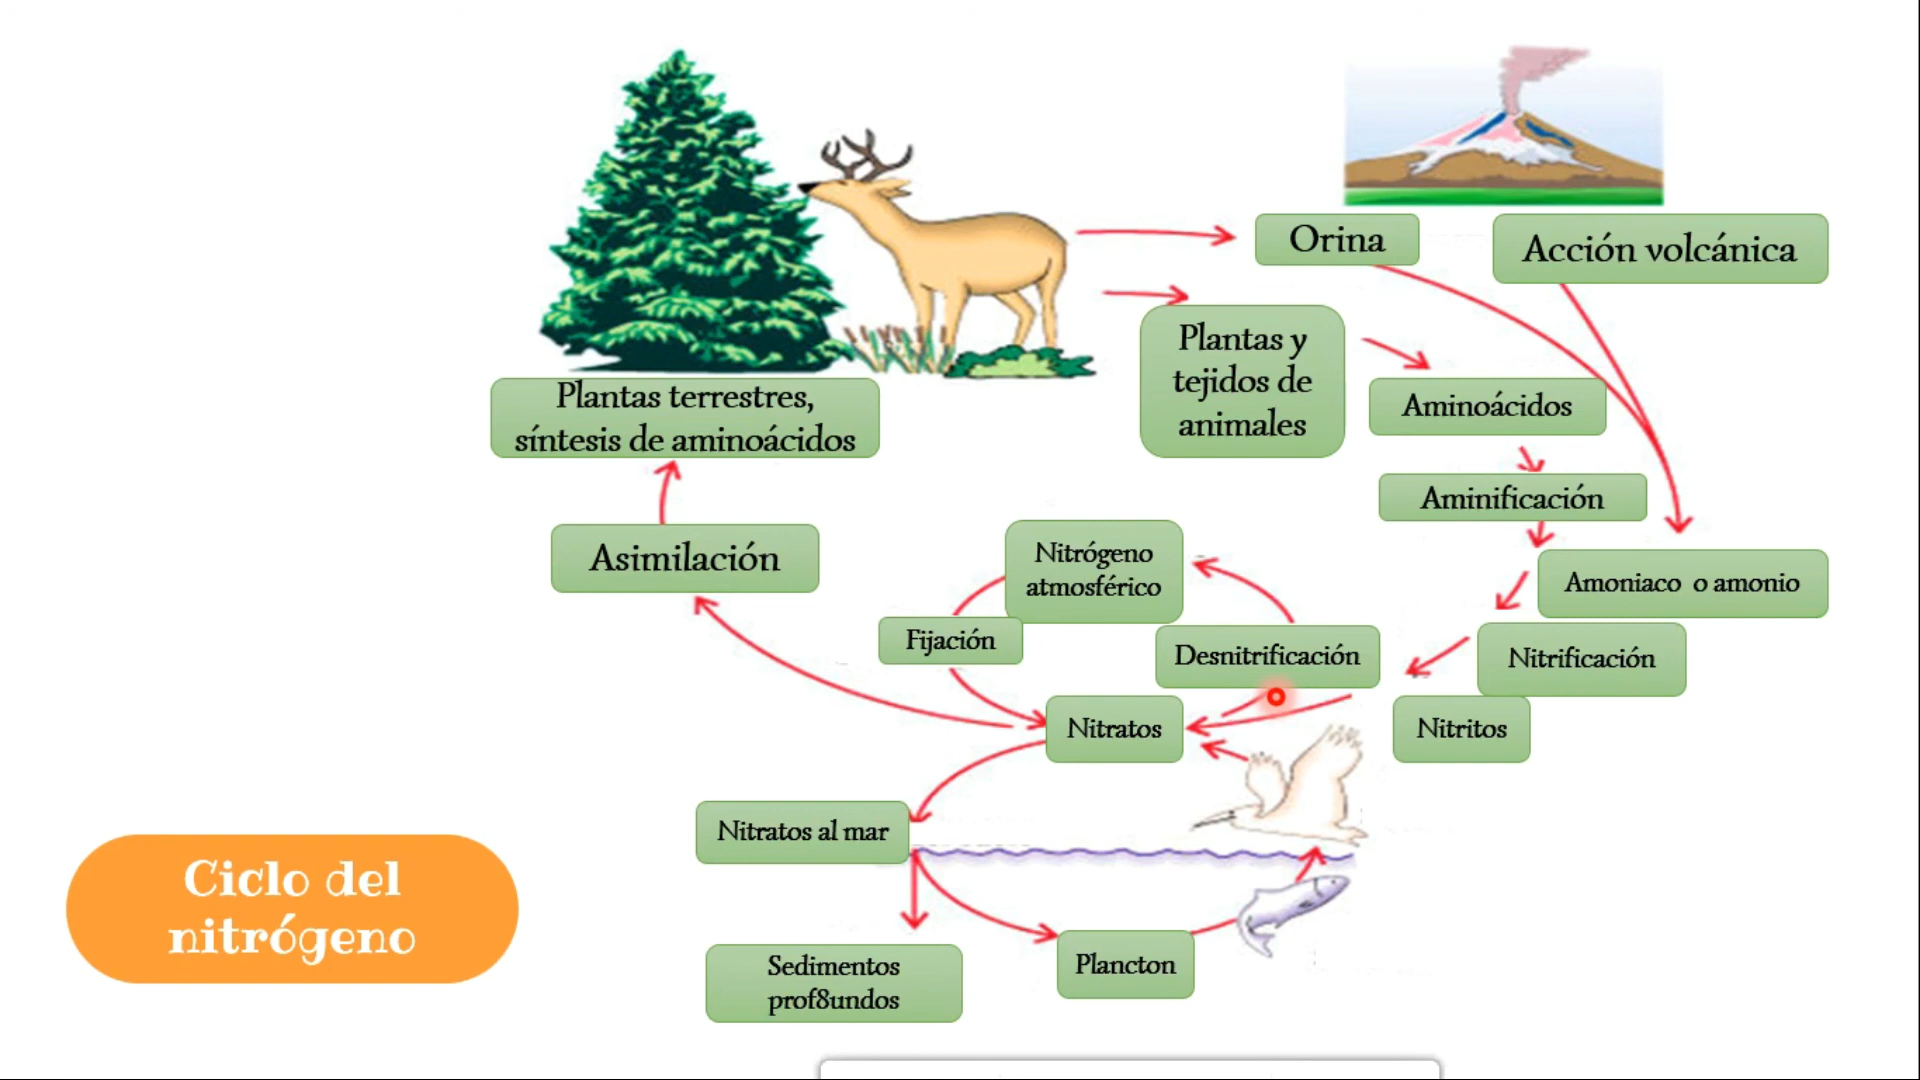 Orina
Acción volcánica
Plantas y
tejidos de
animales
Plantas terrestres,
síntesis de aminoácidos
Aminoácidos
Aminificación
Asimilación
Nitrógeno
atmosférico
Amoniaco o amonio
Fijación
Desnitrificación
Nitrificación
Nitratos
Nitritos
Nitratos al mar
Ciclo del
nitrógeno
Plancton
Sedimentos
prof8undos